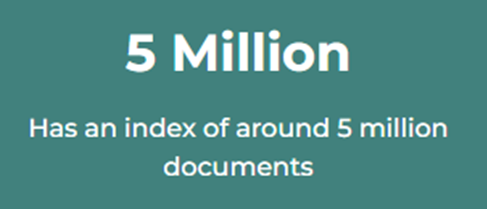 5 Million
Has an index of around 5 million
documents